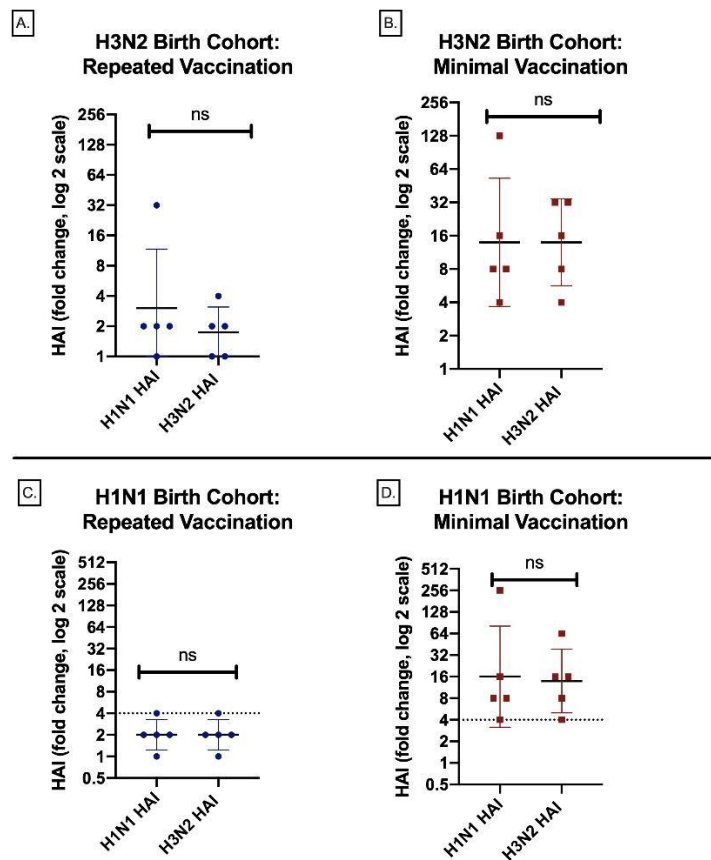 A.
H3N2 Birth Cohort:
Repeated Vaccination
HAI (fold change, log 2 scale)
256
128
64
32
16
8
4
2
1
ns
H1N1 HAI
H3N2 HAI
B.
H3N2 Birth Cohort:
Minimal Vaccination
HAI (fold change, log 2 scale)
256
128
64
32
16
8
4
2
1
ns
H1N1 HAI
H3N2 HAI
C.
H1N1 Birth Cohort:
Repeated Vaccination
HAI (fold change, log 2 scale)
512
256
128
64
32
16
8
4
2
1
0.5
ns
H1N1 HAI
H3N2 HAI
D.
H1N1 Birth Cohort:
Minimal Vaccination
HAI (fold change, log 2 scale)
512
256
128
64
32
16
8
4
2
1
0.5
ns
H1N1 HAI
H3N2 HAI